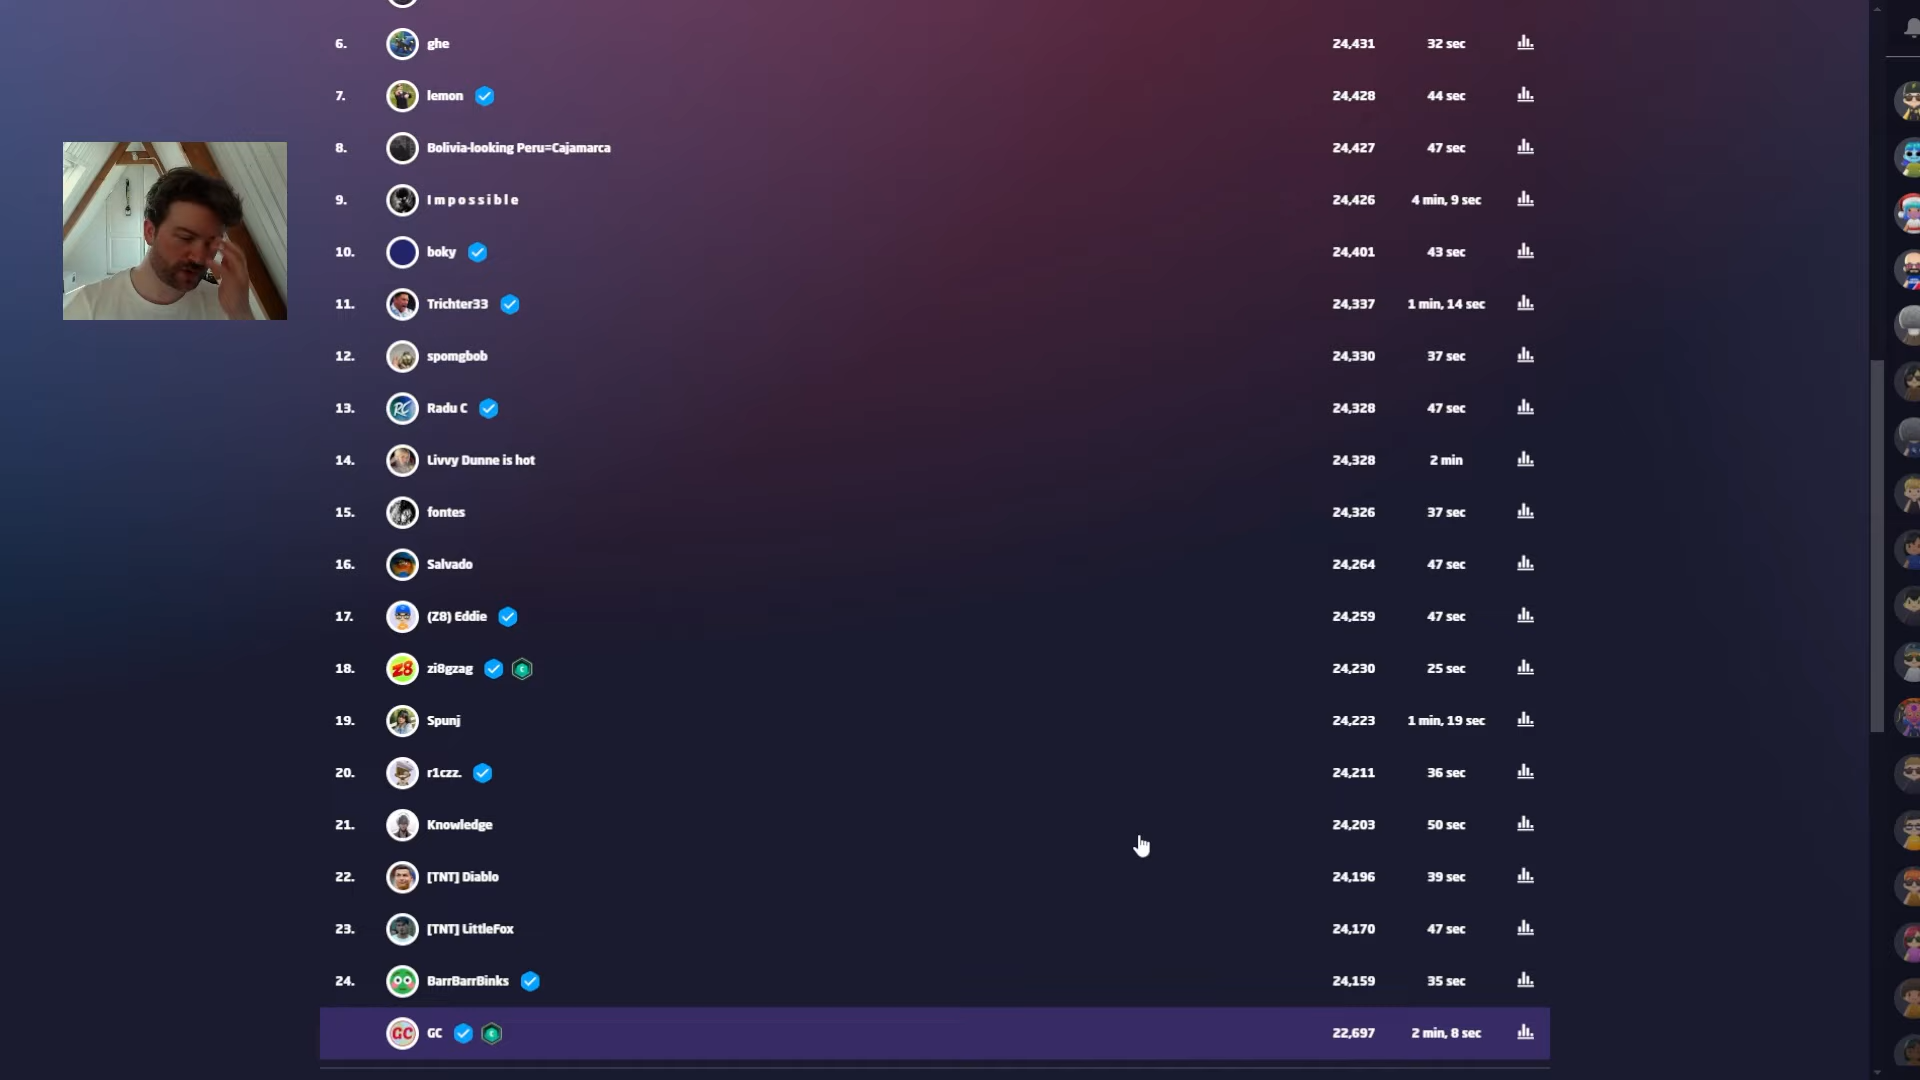 6. ghe 24,431 32 sec
7. lemon 24,428 44 sec
8. Bolivia-looking Peru=Cajamarca 24,427 47 sec
9. I m p o s s i b l e 24,426 4 min, 9 sec
10. boky 24,401 43 sec
11. Trichter33 24,337 1 min, 14 sec
12. spomgbob 24,330 37 sec
13. RC Radu C 24,328 47 sec
14. Livvy Dunne is hot 24,328 2 min
15. fontes 24,326 37 sec
16. Salvado 24,264 47 sec
17. (Z8) Eddie 24,259 47 sec
18. Z8 zi8gzag 24,230 25 sec
19. Spunj 24,223 1 min, 19 sec
20. r1czz. 24,211 36 sec
21. Knowledge 24,203 50 sec
22. [TNT] Diablo 24,196 39 sec
23. [TNT] LittleFox 24,170 47 sec
24. BarrBarrBinks 24,159 35 sec
GC GC 22,697 2 min, 8 sec